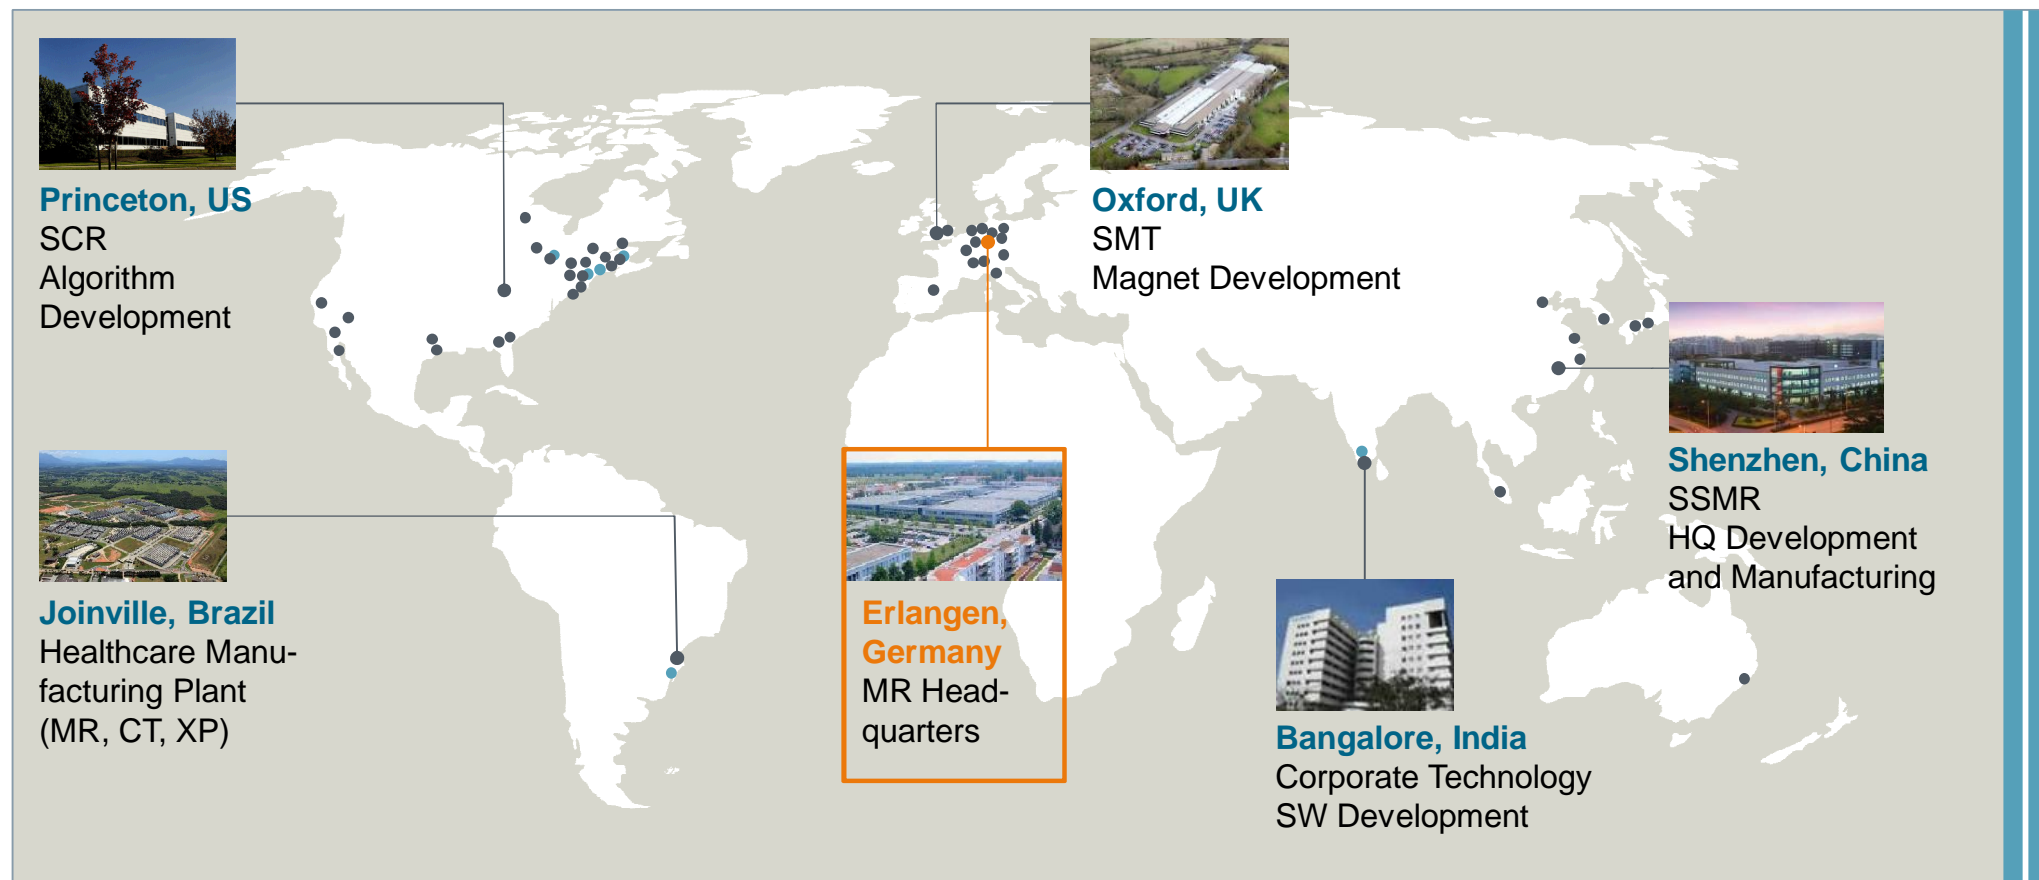 Princeton, US
SCR
Algorithm
Development
Oxford, UK
SMT
Magnet Development
Shenzhen, China
SSMR
HQ Development
and Manufacturing
Joinville, Brazil
Healthcare Manu-
facturing Plant
(MR, CT, XP)
Erlangen,
Germany
MR Head-
quarters
Bangalore, India
Corporate Technology
SW Development